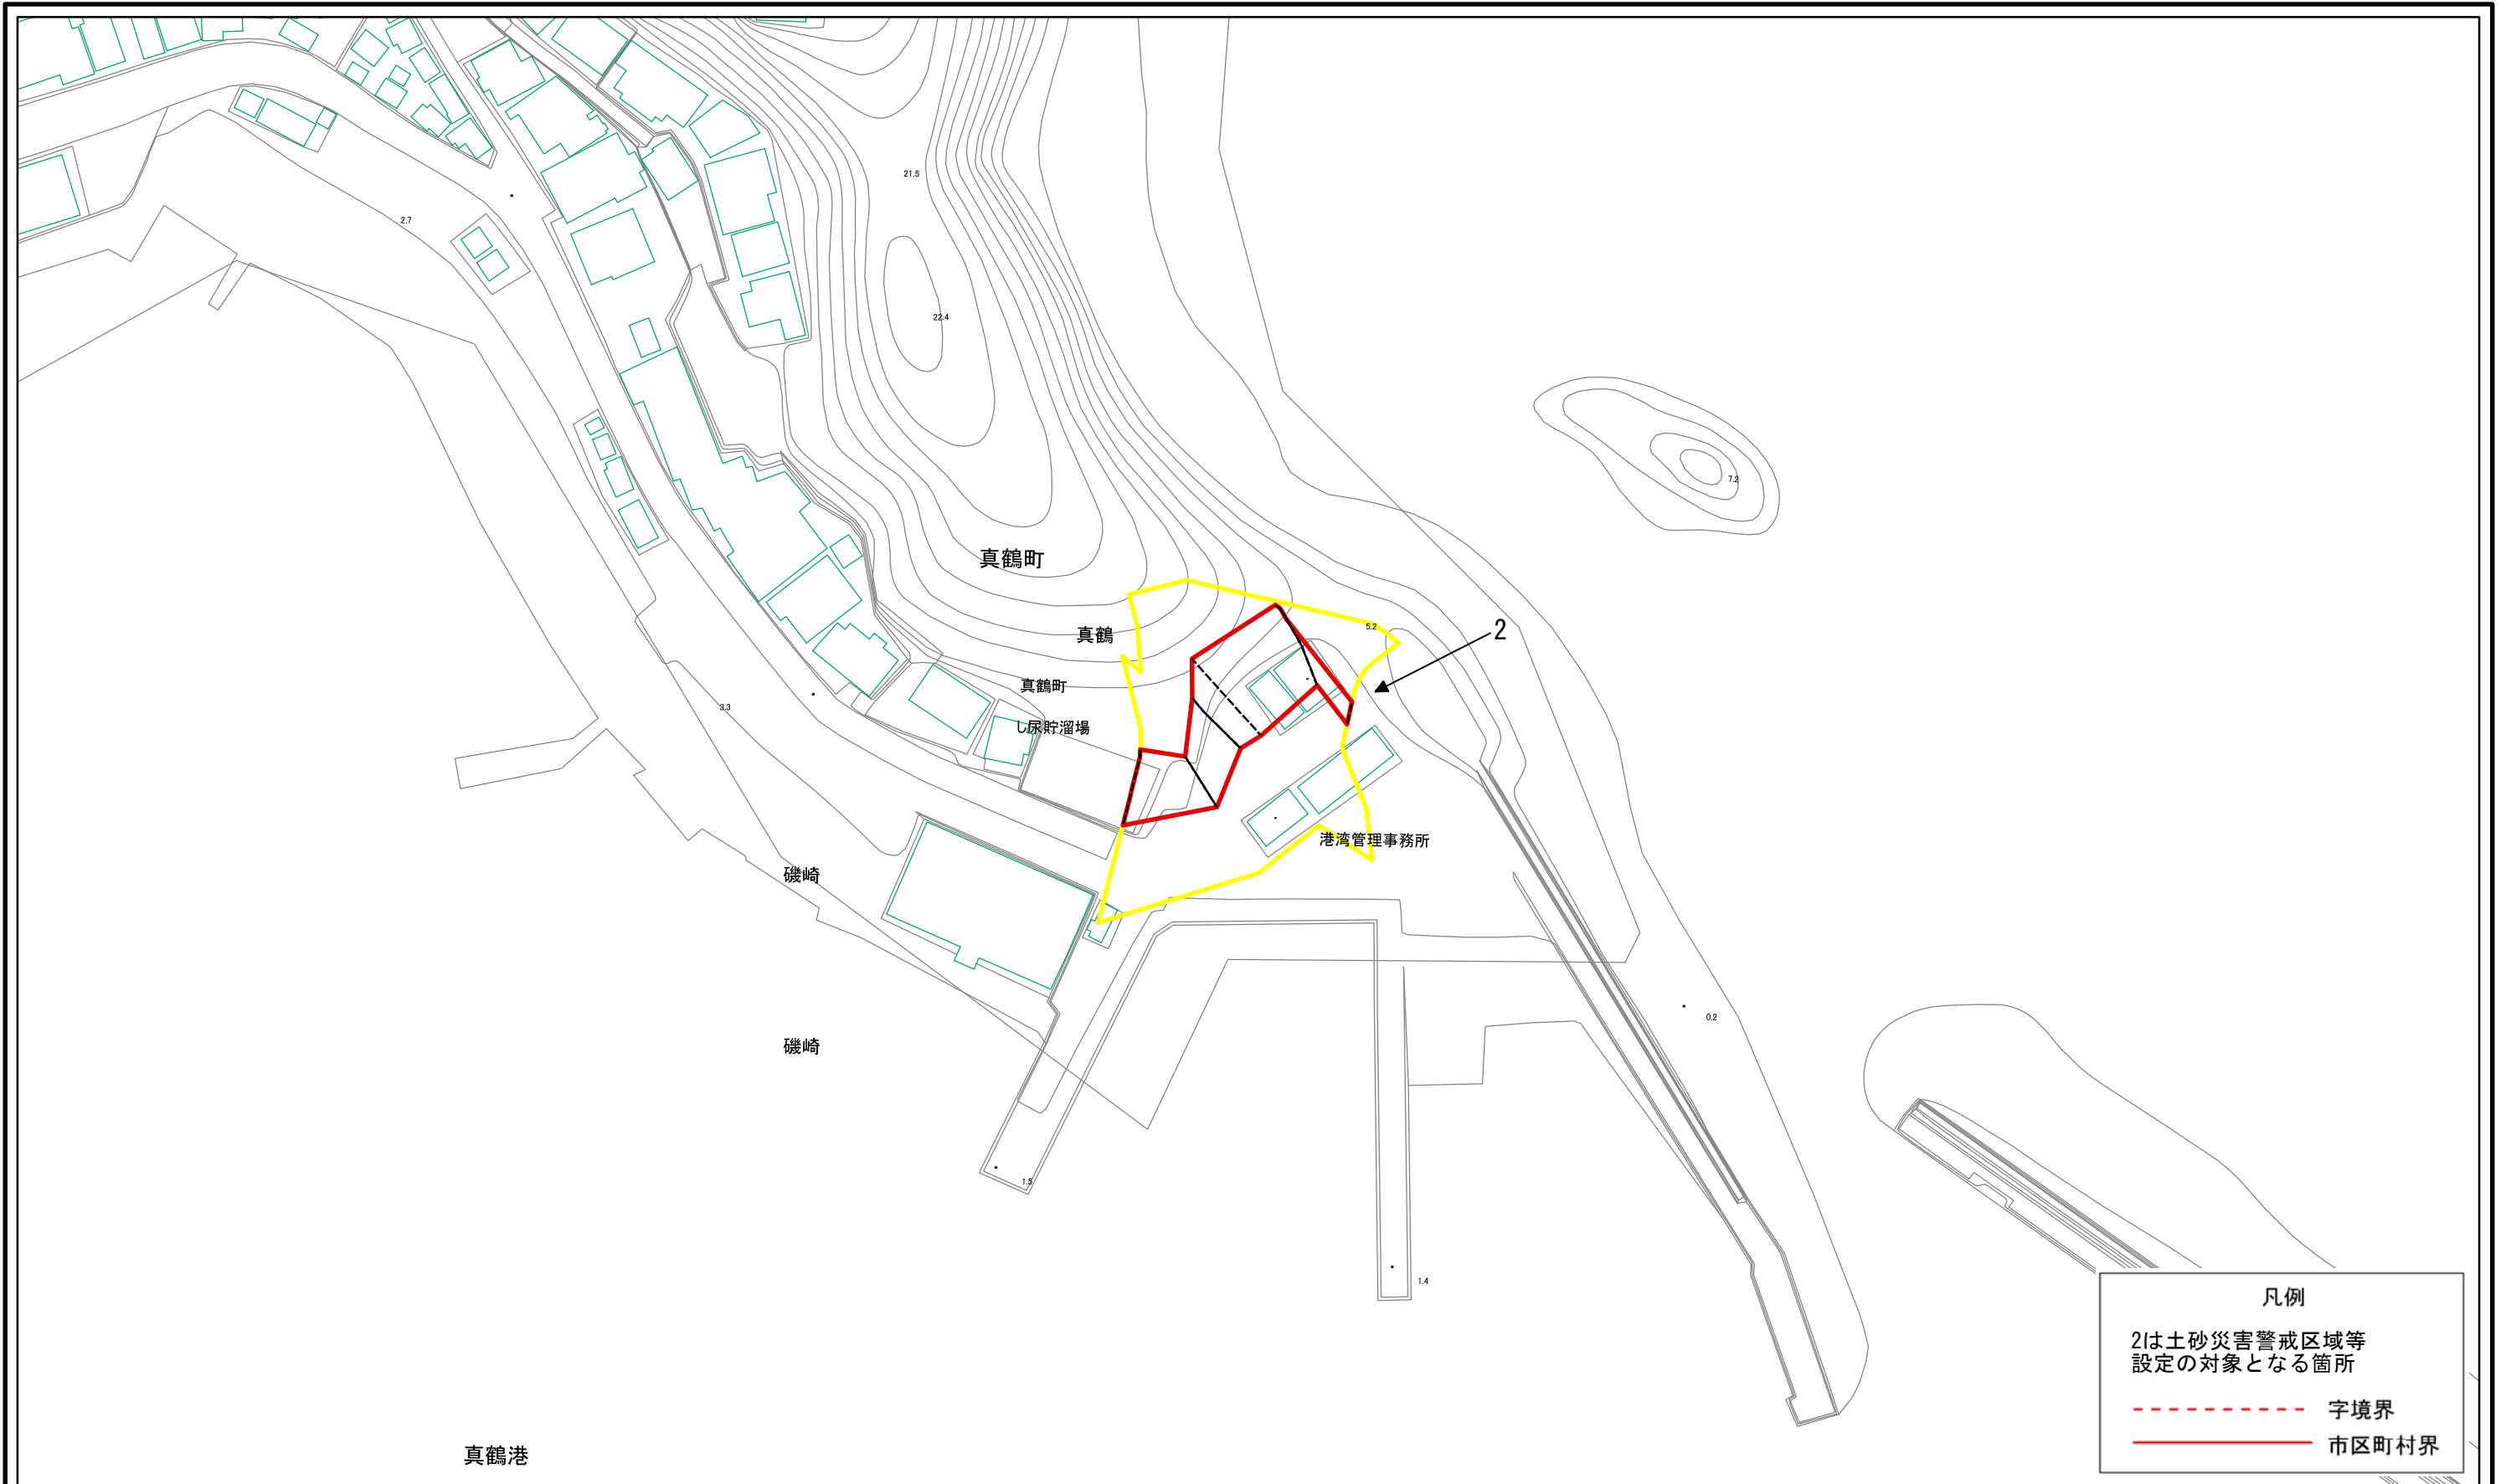 21.5
2.7
22.4
7.2
真鶴町
真鶴
5.2
2
真鶴町
3.3
し尿貯溜場
港湾管理事務所
磯崎
0.2
磯崎
1.5
1.4
凡例
2は土砂災害警戒区域等
設定の対象となる箇所
字境界
市区町村界
真鶴港